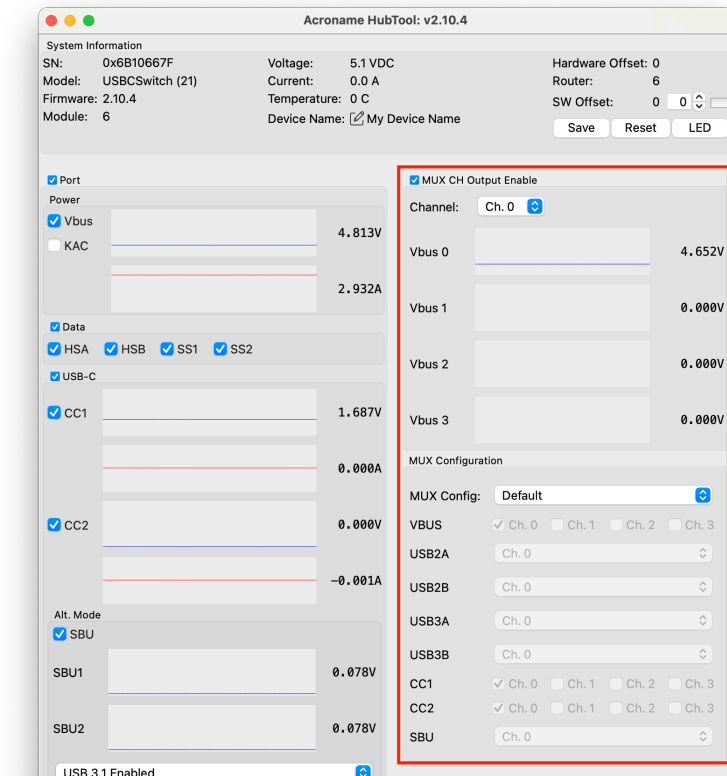 Acroname HubTool: v2.10.4
System Information
SN: 0x6B10667F Voltage: 5.1 VDC Hardware Offset: 0
Model: USBCSwitch (21) Current: 0.0 A Router: 6
Firmware: 2.10.4 Temperature: 0 C SW Offset: 0 0
Module: 6 Device Name: My Device Name
Save Reset LED
Port
Power
Vbus 4.813V
KAC
2.932A
Data
HSA HSB SS1 SS2
USB-C
CC1 1.687V
0.000A
CC2 0.000V
-0.001A
Alt. Mode
SBU
SBU1 0.078V
SBU2 0.078V
USB 3.1 Enabled
MUX CH Output Enable
Channel: Ch. 0
Vbus 0 4.652V
Vbus 1 0.000V
Vbus 2 0.000V
Vbus 3 0.000V
MUX Configuration
MUX Config: Default
VBUS Ch. 0 Ch. 1 Ch. 2 Ch. 3
USB2A Ch. 0
USB2B Ch. 0
USB3A Ch. 0
USB3B Ch. 0
CC1 Ch. 0 Ch. 1 Ch. 2 Ch. 3
CC2 Ch. 0 Ch. 1 Ch. 2 Ch. 3
SBU Ch. 0